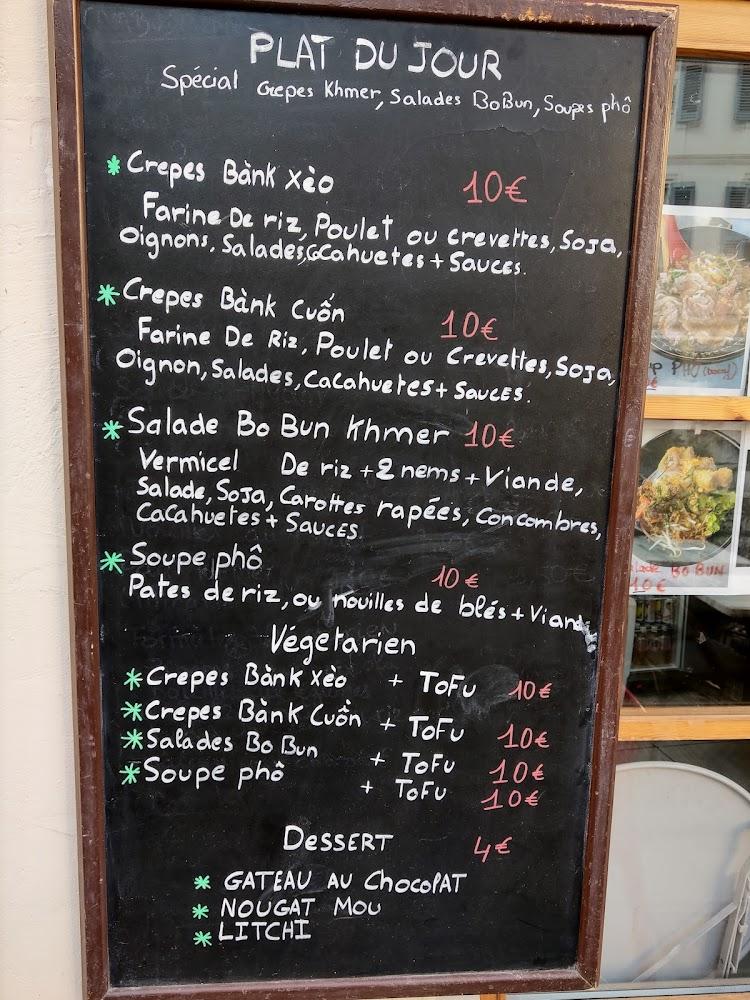 PLAT DU JOUR
Spécial Crepes Khmer, Salades BoBun, Soupes phô
* Crepes Bànk Xèo 10€
Farine De riz, Poulet ou crevettes, Soja,
Oignons, Salades, Cacahuetes + Sauces.
* Crepes Bànk Cuốn 10€
Farine De Riz, Poulet ou Crevettes, Soja,
Oignon, Salades, Cacahuetes + Sauces.
* Salade Bo Bun Khmer 10€
Vermicel De riz + 2 nems + Viande,
Salade, Soja, Carottes rapées, Concombres,
Cacahuetes + Sauces
* Soupe phô 10€
Pates de riz, ou nouilles de blés + Viande
Végetarien
* Crepes Bànk Xèo + ToFu 10€
* Crepes Bànk Cuốn + ToFu 10€
* Salades Bo Bun + ToFu 10€
* Soupe phô + ToFu 10€
DesserT 4€
* GATEAU AU ChocolAT
* NOUGAT MOU
* LITCHI
BO BUN
10€